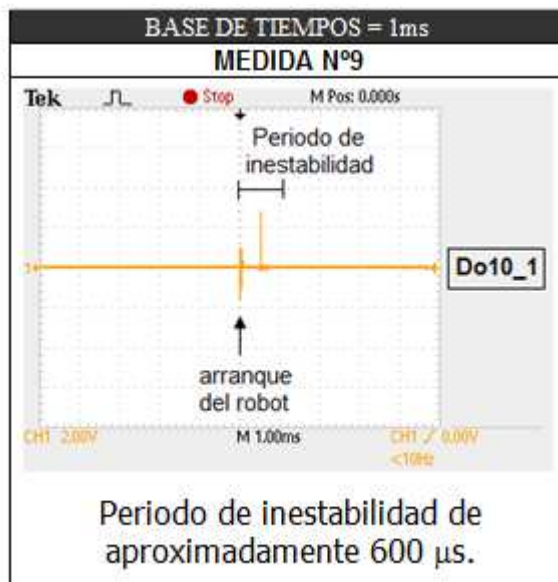 BASE DE TIEMPOS = 1ms
MEDIDA Nº9
Tek Stop M Pos: 0.000s
Periodo de
inestabilidad
1
Do10_1
arranque
del robot
CH1 2.00V M 1.00ms CH1 / 0.00V
<10Hz
Periodo de inestabilidad de
aproximadamente 600 µs.